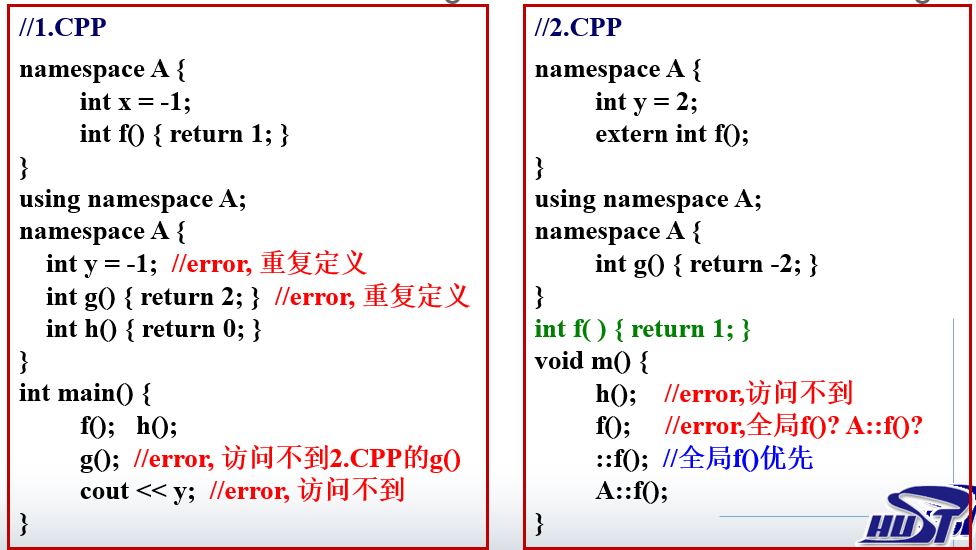 //1.CPP
namespace A {
int x = -1;
int f() { return 1; }
}
using namespace A;
namespace A {
int y = -1; //error, 重复定义
int g() { return 2; } //error, 重复定义
int h() { return 0; }
}
int main() {
f(); h();
g(); //error, 访问不到2.CPP的g()
cout << y; //error, 访问不到
}
//2.CPP
namespace A {
int y = 2;
extern int f();
}
using namespace A;
namespace A {
int g() { return -2; }
}
int f( ) { return 1; }
void m() {
h(); //error,访问不到
f(); //error,全局f()? A::f()?
::f(); //全局f()优先
A::f();
}
HUST